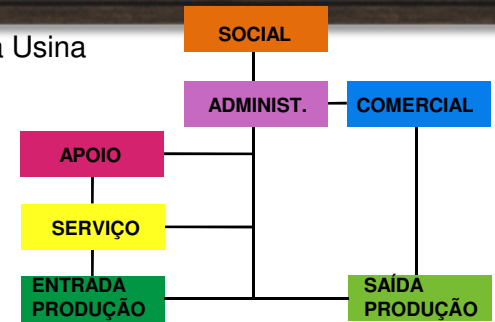 a Usina
SOCIAL
ADMINIST.
COMERCIAL
APOIO
SERVIÇO
ENTRADA
PRODUÇÃO
SAÍDA
PRODUÇÃO